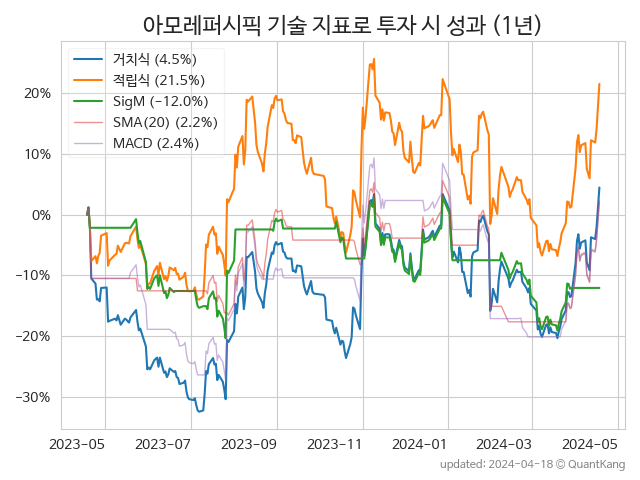 아모레퍼시픽 기술 지표로 투자 시 성과 (1년)
거치식 (4.5%)
적립식 (21.5%)
SigM (−12.0%)
SMA(20) (2.2%)
MACD (2.4%)
20%
10%
0%
−10%
−20%
−30%
2023-05 2023-07 2023-09 2023-11 2024-01 2024-03 2024-05
updated: 2024-04-18 © QuantKang